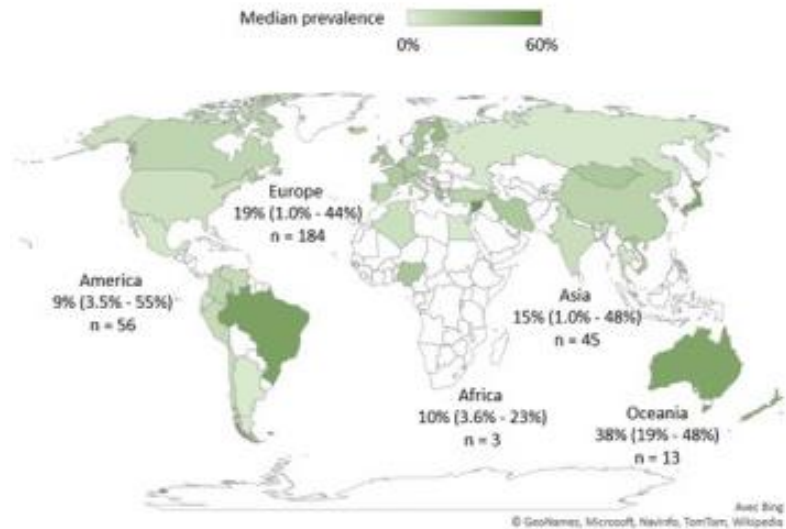 Median prevalence
0%
60%
Europe
19% (1.0% - 44%)
n = 184
America
9% (3.5% - 55%)
n = 56
Asia
15% (1.0% - 48%)
n = 45
Africa
10% (3.6% - 23%)
n = 3
Oceania
38% (19% - 48%)
n = 13
Avec Bing
© GeoNames, Microsoft, NavInfo, TomTom, Wikipedia